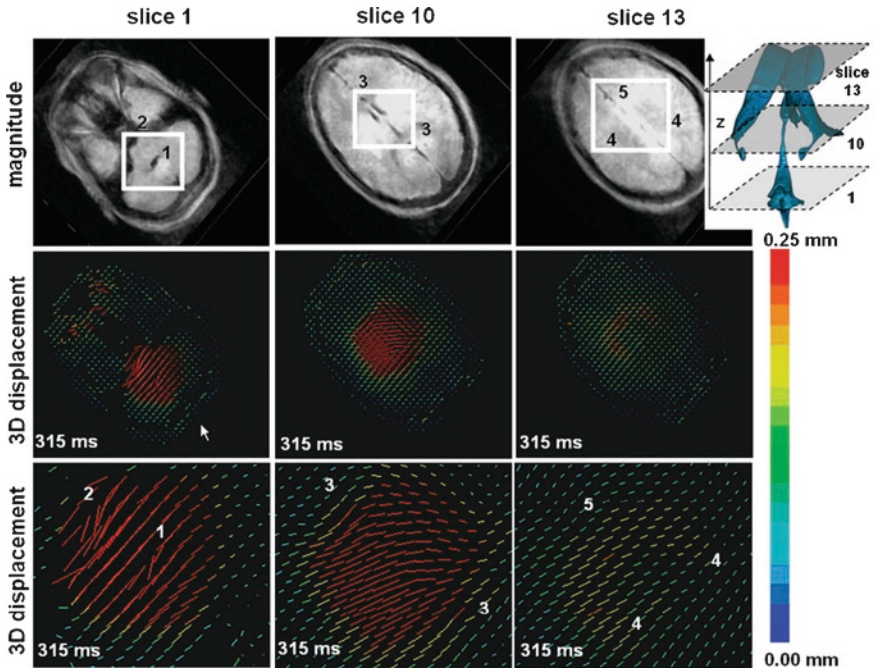 slice 1
slice 10
slice 13
magnitude
2
1
3
3
5
4
4
slice
13
z
10
1
3D displacement
315 ms
315 ms
315 ms
0.25 mm
3D displacement
2
1
315 ms
3
3
315 ms
5
4
4
315 ms
0.00 mm